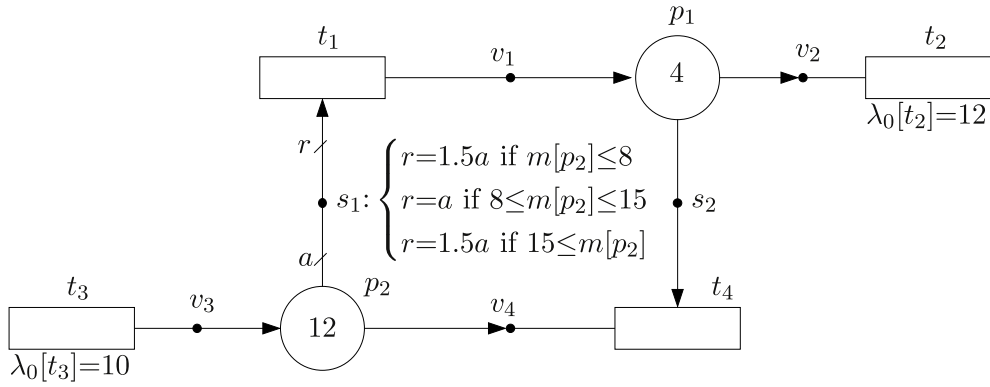 t₁
v₁
p₁
4
v₂
t₂
λ₀[t₂]=12
r
s₁:
r=1.5a if m[p₂]≤8
r=a if 8≤m[p₂]≤15
r=1.5a if 15≤m[p₂]
s₂
a
t₃
λ₀[t₃]=10
v₃
p₂
12
v₄
t₄